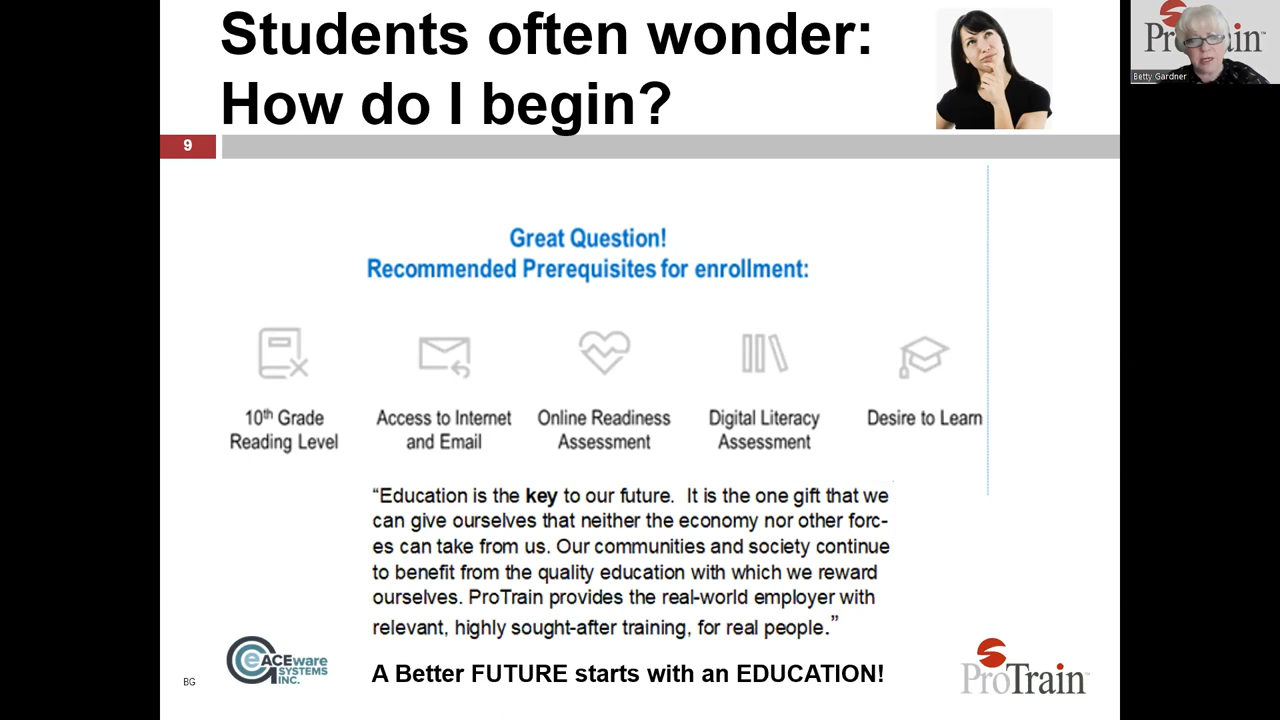 Students often wonder:
How do I begin?
ProTrain™
Betty Gardner
9
Great Question!
Recommended Prerequisites for enrollment:
10th Grade
Reading Level
Access to Internet
and Email
Online Readiness
Assessment
Digital Literacy
Assessment
Desire to Learn
“Education is the key to our future. It is the one gift that we
can give ourselves that neither the economy nor other forc-
es can take from us. Our communities and society continue
to benefit from the quality education with which we reward
ourselves. ProTrain provides the real-world employer with
relevant, highly sought-after training, for real people.”
eACEware
SYSTEMS
INC.
BG
A Better FUTURE starts with an EDUCATION!
ProTrain™